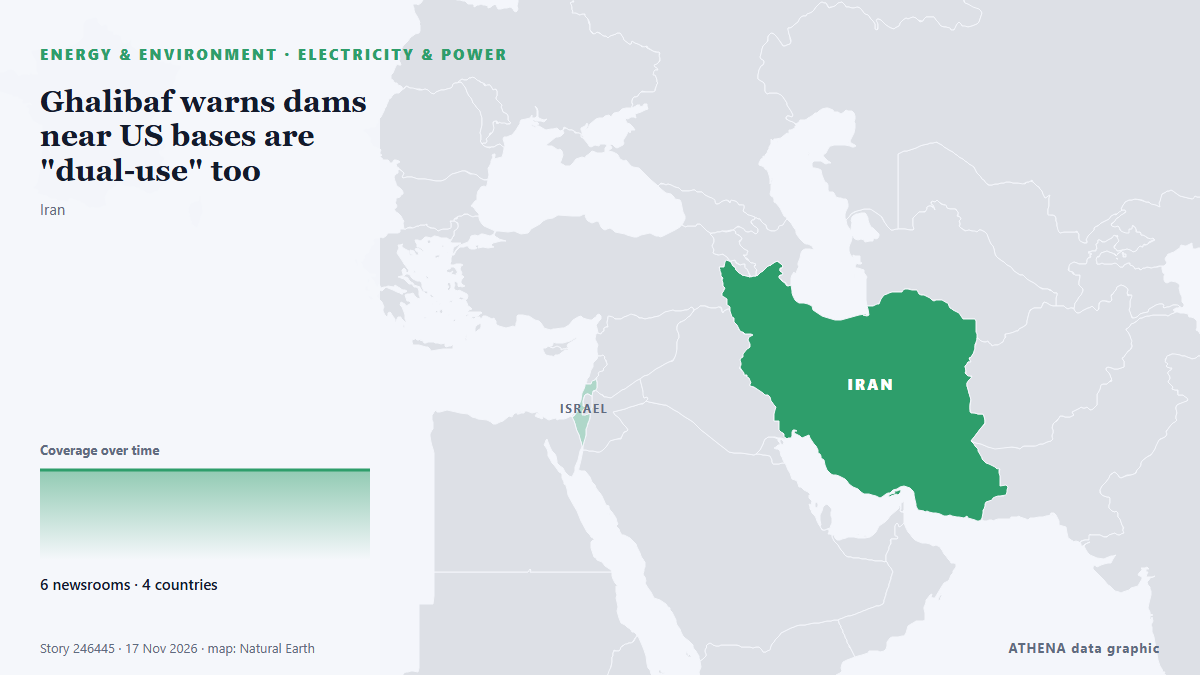 ENERGY & ENVIRONMENT · ELECTRICITY & POWER
Ghalibaf warns dams
near US bases are
"dual-use" too
Iran
IRAN
ISRAEL
Coverage over time
6 newsrooms · 4 countries
Story 246445 · 17 Nov 2026 · map: Natural Earth
ATHENA data graphic